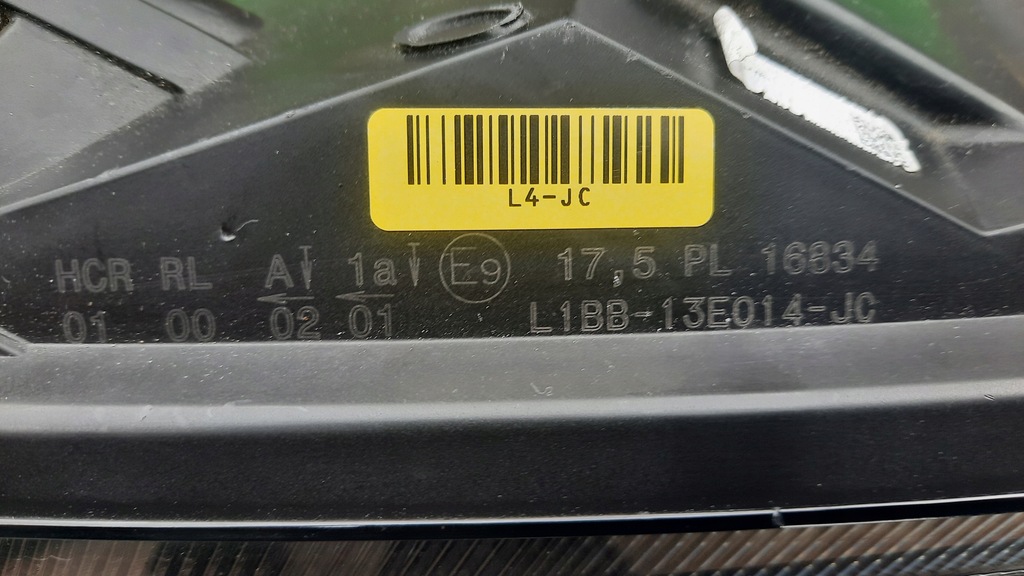 L4-JC
HCR RL A 1a E9 17,5 PL 16834
01 00 02 01 L1BB-13E014-JC